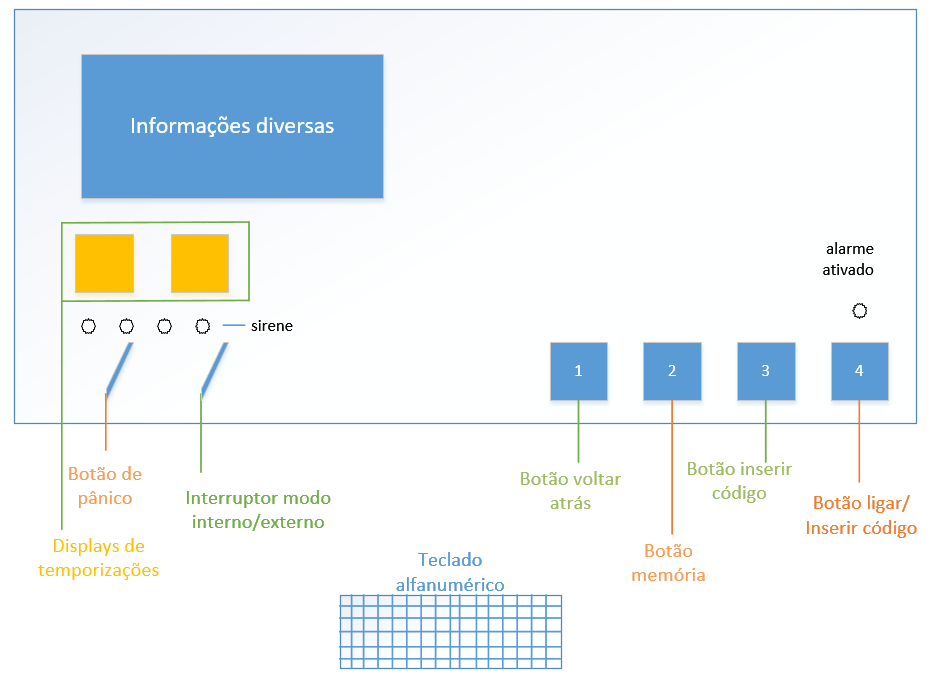 Informações diversas
alarme
ativado
sirene
1
2
3
4
Botão de
pânico
Interruptor modo
interno/externo
Displays de
temporizações
Botão voltar
atrás
Botão inserir
código
Botão
memória
Botão ligar/
Inserir código
Teclado
alfanumérico